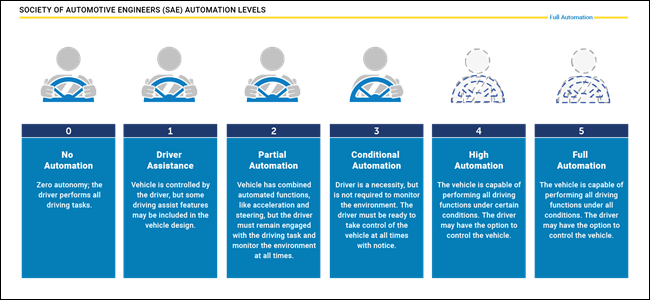 SOCIETY OF AUTOMOTIVE ENGINEERS (SAE) AUTOMATION LEVELS
Full Automation
0
No
Automation
Zero autonomy; the
driver performs all
driving tasks.
1
Driver
Assistance
Vehicle is controlled by
the driver, but some
driving assist features
may be included in the
vehicle design.
2
Partial
Automation
Vehicle has combined
automated functions,
like acceleration and
steering, but the driver
must remain engaged
with the driving task and
monitor the environment
at all times.
3
Conditional
Automation
Driver is a necessity, but
is not required to monitor
the environment. The
driver must be ready to
take control of the
vehicle at all times
with notice.
4
High
Automation
The vehicle is capable of
performing all driving
functions under certain
conditions. The driver
may have the option to
control the vehicle.
5
Full
Automation
The vehicle is capable of
performing all driving
functions under all
conditions. The driver
may have the option to
control the vehicle.